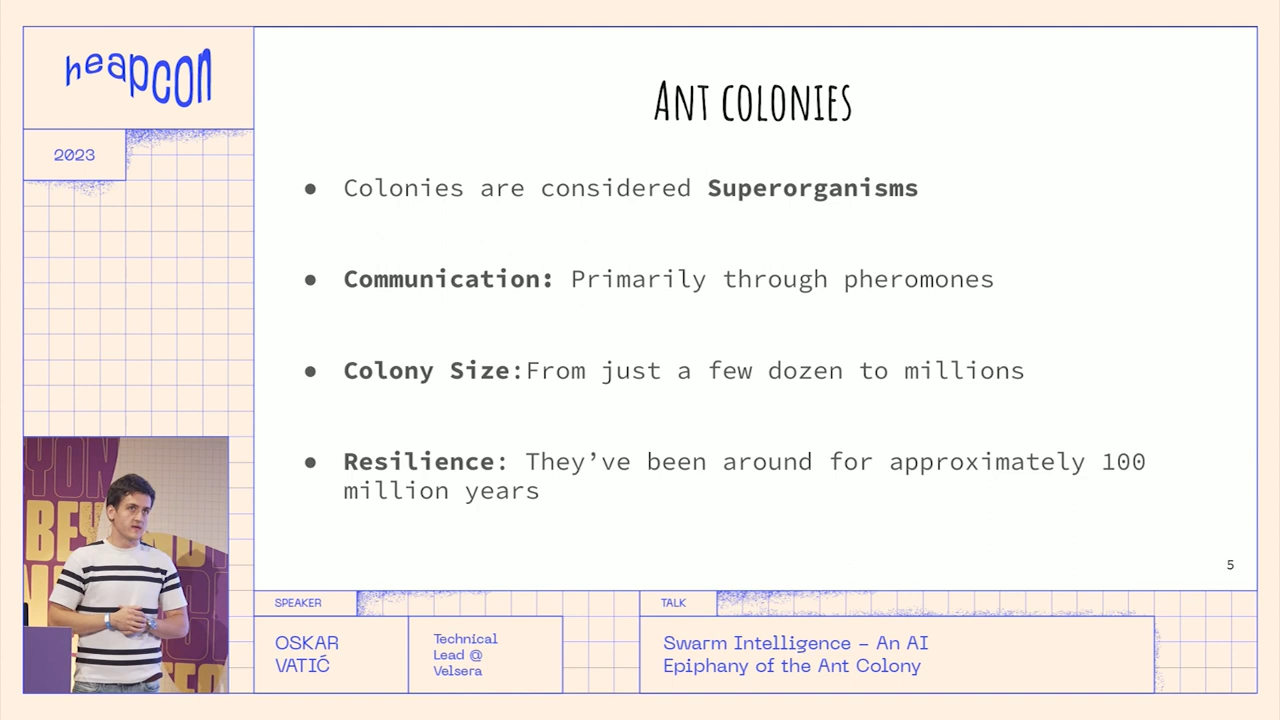 heapcon
2023
Ant colonies
● Colonies are considered Superorganisms
● Communication: Primarily through pheromones
● Colony Size:From just a few dozen to millions
● Resilience: They’ve been around for approximately 100
million years
5
SPEAKER
OSKAR
VATIĆ
Technical
Lead @
Velsera
TALK
Swarm Intelligence – An AI
Epiphany of the Ant Colony